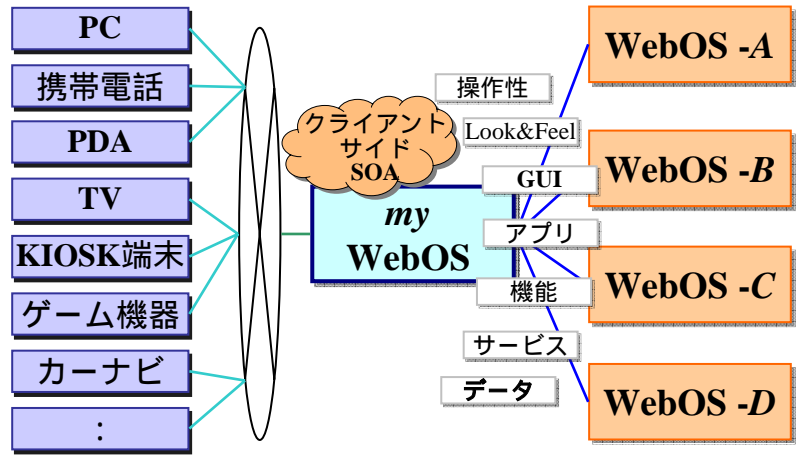 PC
携帯電話
PDA
TV
KIOSK端末
ゲーム機器
カーナビ
:
クライアント
サイド
SOA
my
WebOS
操作性
Look&Feel
GUI
アプリ
機能
サービス
データ
WebOS -A
WebOS -B
WebOS -C
WebOS -D